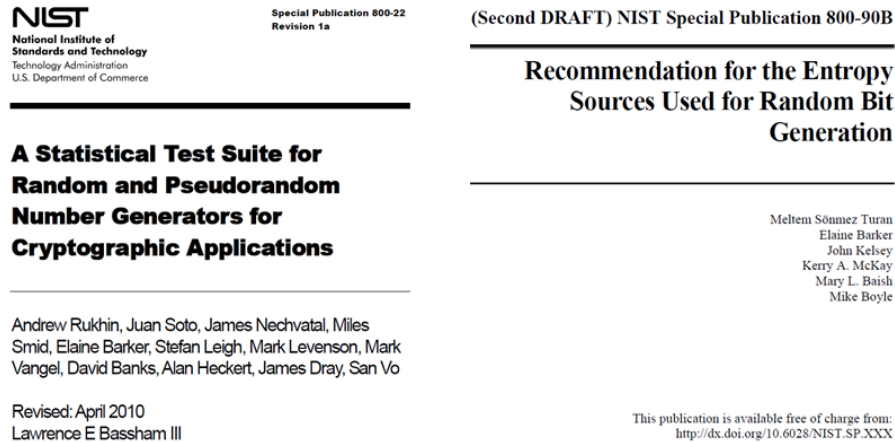 NIST
National Institute of
Standards and Technology
Technology Administration
U.S. Department of Commerce
Special Publication 800-22
Revision 1a
A Statistical Test Suite for
Random and Pseudorandom
Number Generators for
Cryptographic Applications
Andrew Rukhin, Juan Soto, James Nechvatal, Miles
Smid, Elaine Barker, Stefan Leigh, Mark Levenson, Mark
Vangel, David Banks, Alan Heckert, James Dray, San Vo
Revised: April 2010
Lawrence E Bassham III
(Second DRAFT) NIST Special Publication 800-90B
Recommendation for the Entropy
Sources Used for Random Bit
Generation
Meltem Sönmez Turan
Elaine Barker
John Kelsey
Kerry A. McKay
Mary L. Baish
Mike Boyle
This publication is available free of charge from:
http://dx.doi.org/10.6028/NIST.SP.XXX